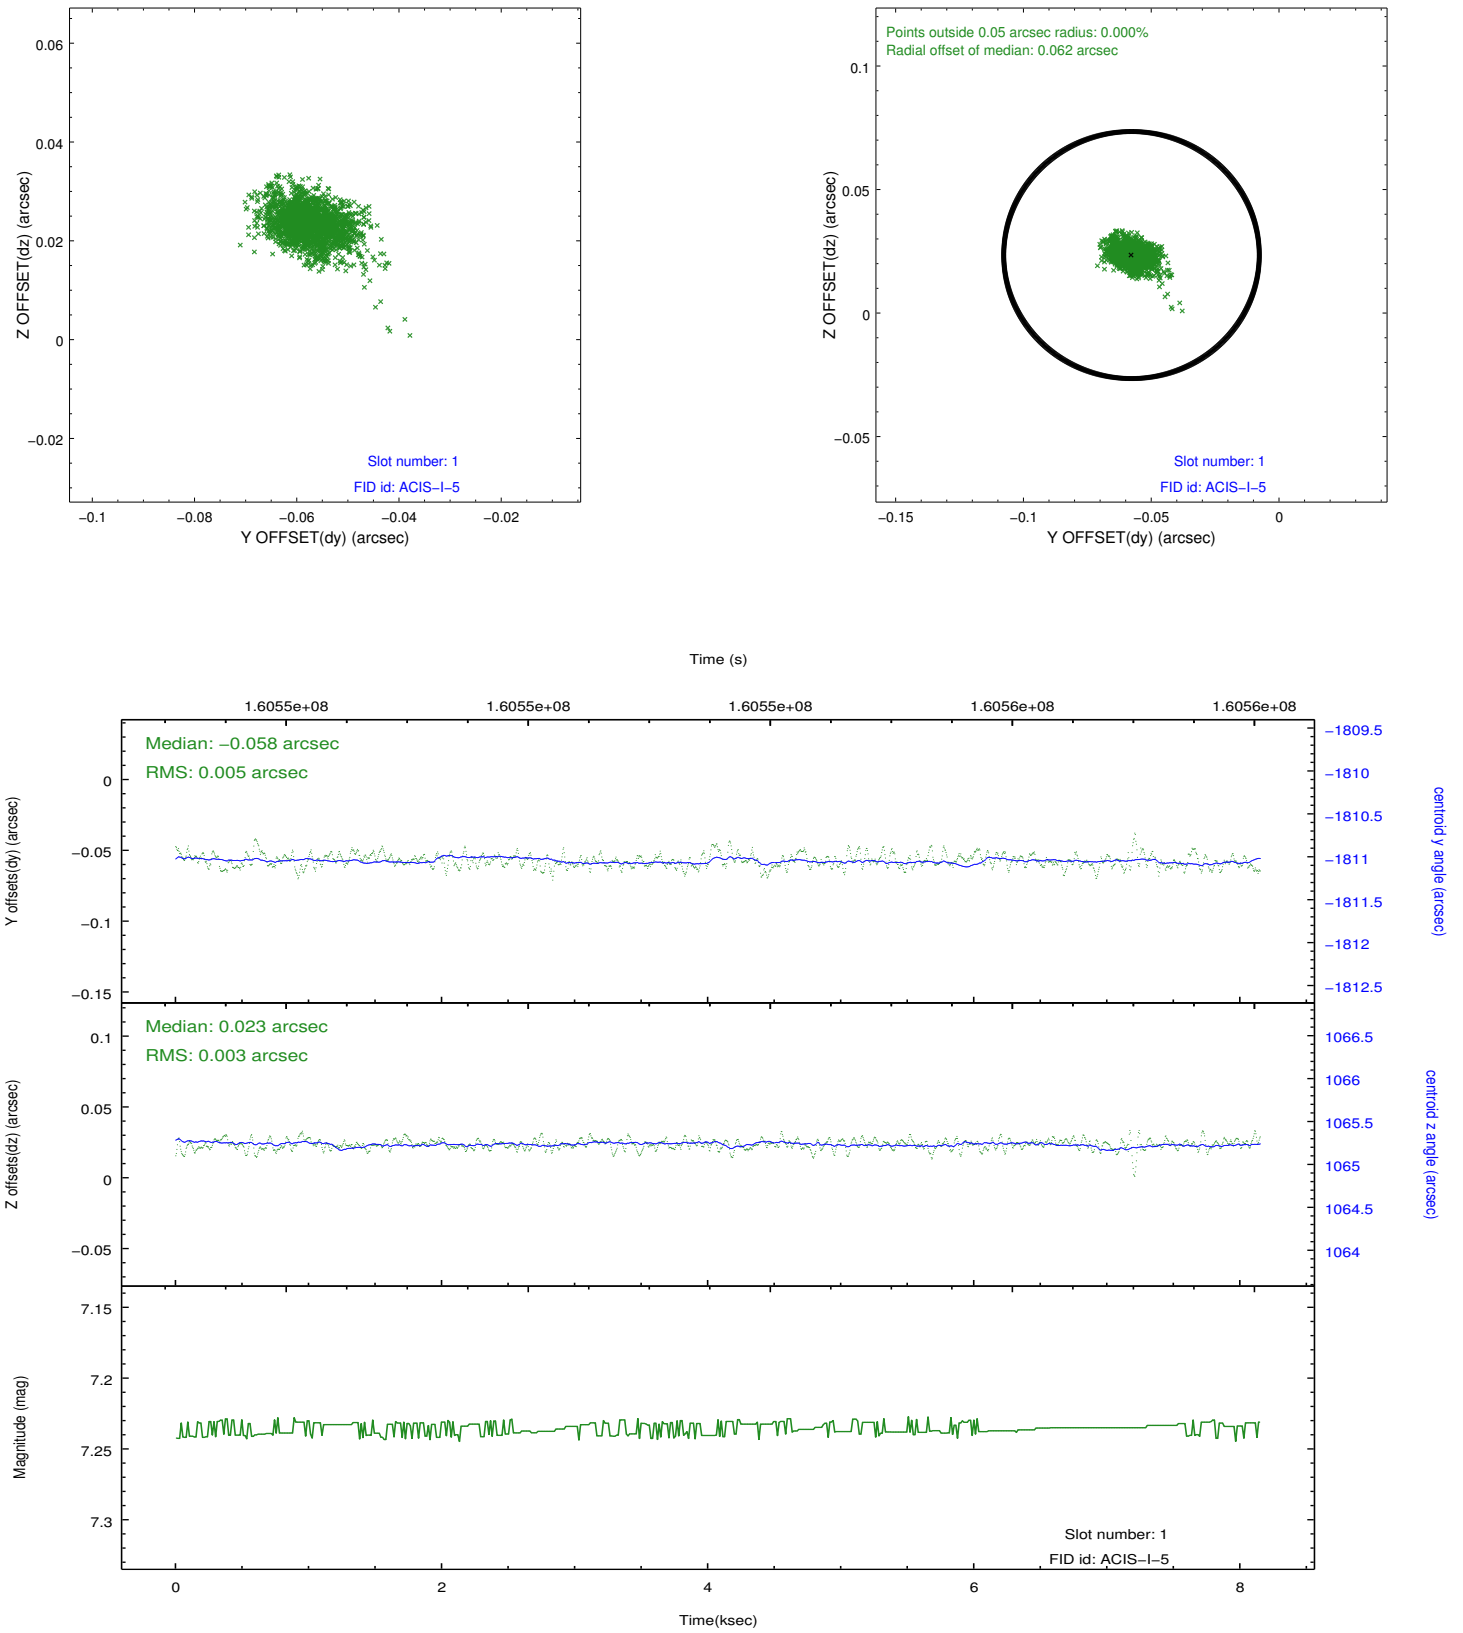 0.06
0.04
0.02
0
−0.02
−0.1
−0.08
−0.06
−0.04
−0.02
Z OFFSET(dz) (arcsec)
Y OFFSET(dy) (arcsec)
Slot number: 1
FID id: ACIS−I−5
Points outside 0.05 arcsec radius: 0.000%
Radial offset of median: 0.062 arcsec
0.1
0.05
0
−0.05
−0.15
−0.1
−0.05
0
Z OFFSET(dz) (arcsec)
Y OFFSET(dy) (arcsec)
Slot number: 1
FID id: ACIS−I−5
Time (s)
1.6055e+08
1.6055e+08
1.6055e+08
1.6056e+08
1.6056e+08
Median: −0.058 arcsec
RMS: 0.005 arcsec
0
−0.05
−0.1
−0.15
Y offsets(dy) (arcsec)
−1809.5
−1810
−1810.5
−1811
−1811.5
−1812
−1812.5
centroid y angle (arcsec)
Median: 0.023 arcsec
RMS: 0.003 arcsec
0.1
0.05
0
−0.05
Z offsets(dz) (arcsec)
1066.5
1066
1065.5
1065
1064.5
1064
centroid z angle (arcsec)
7.15
7.2
7.25
7.3
Magnitude (mag)
Slot number: 1
FID id: ACIS−I−5
0
2
4
6
8
Time(ksec)